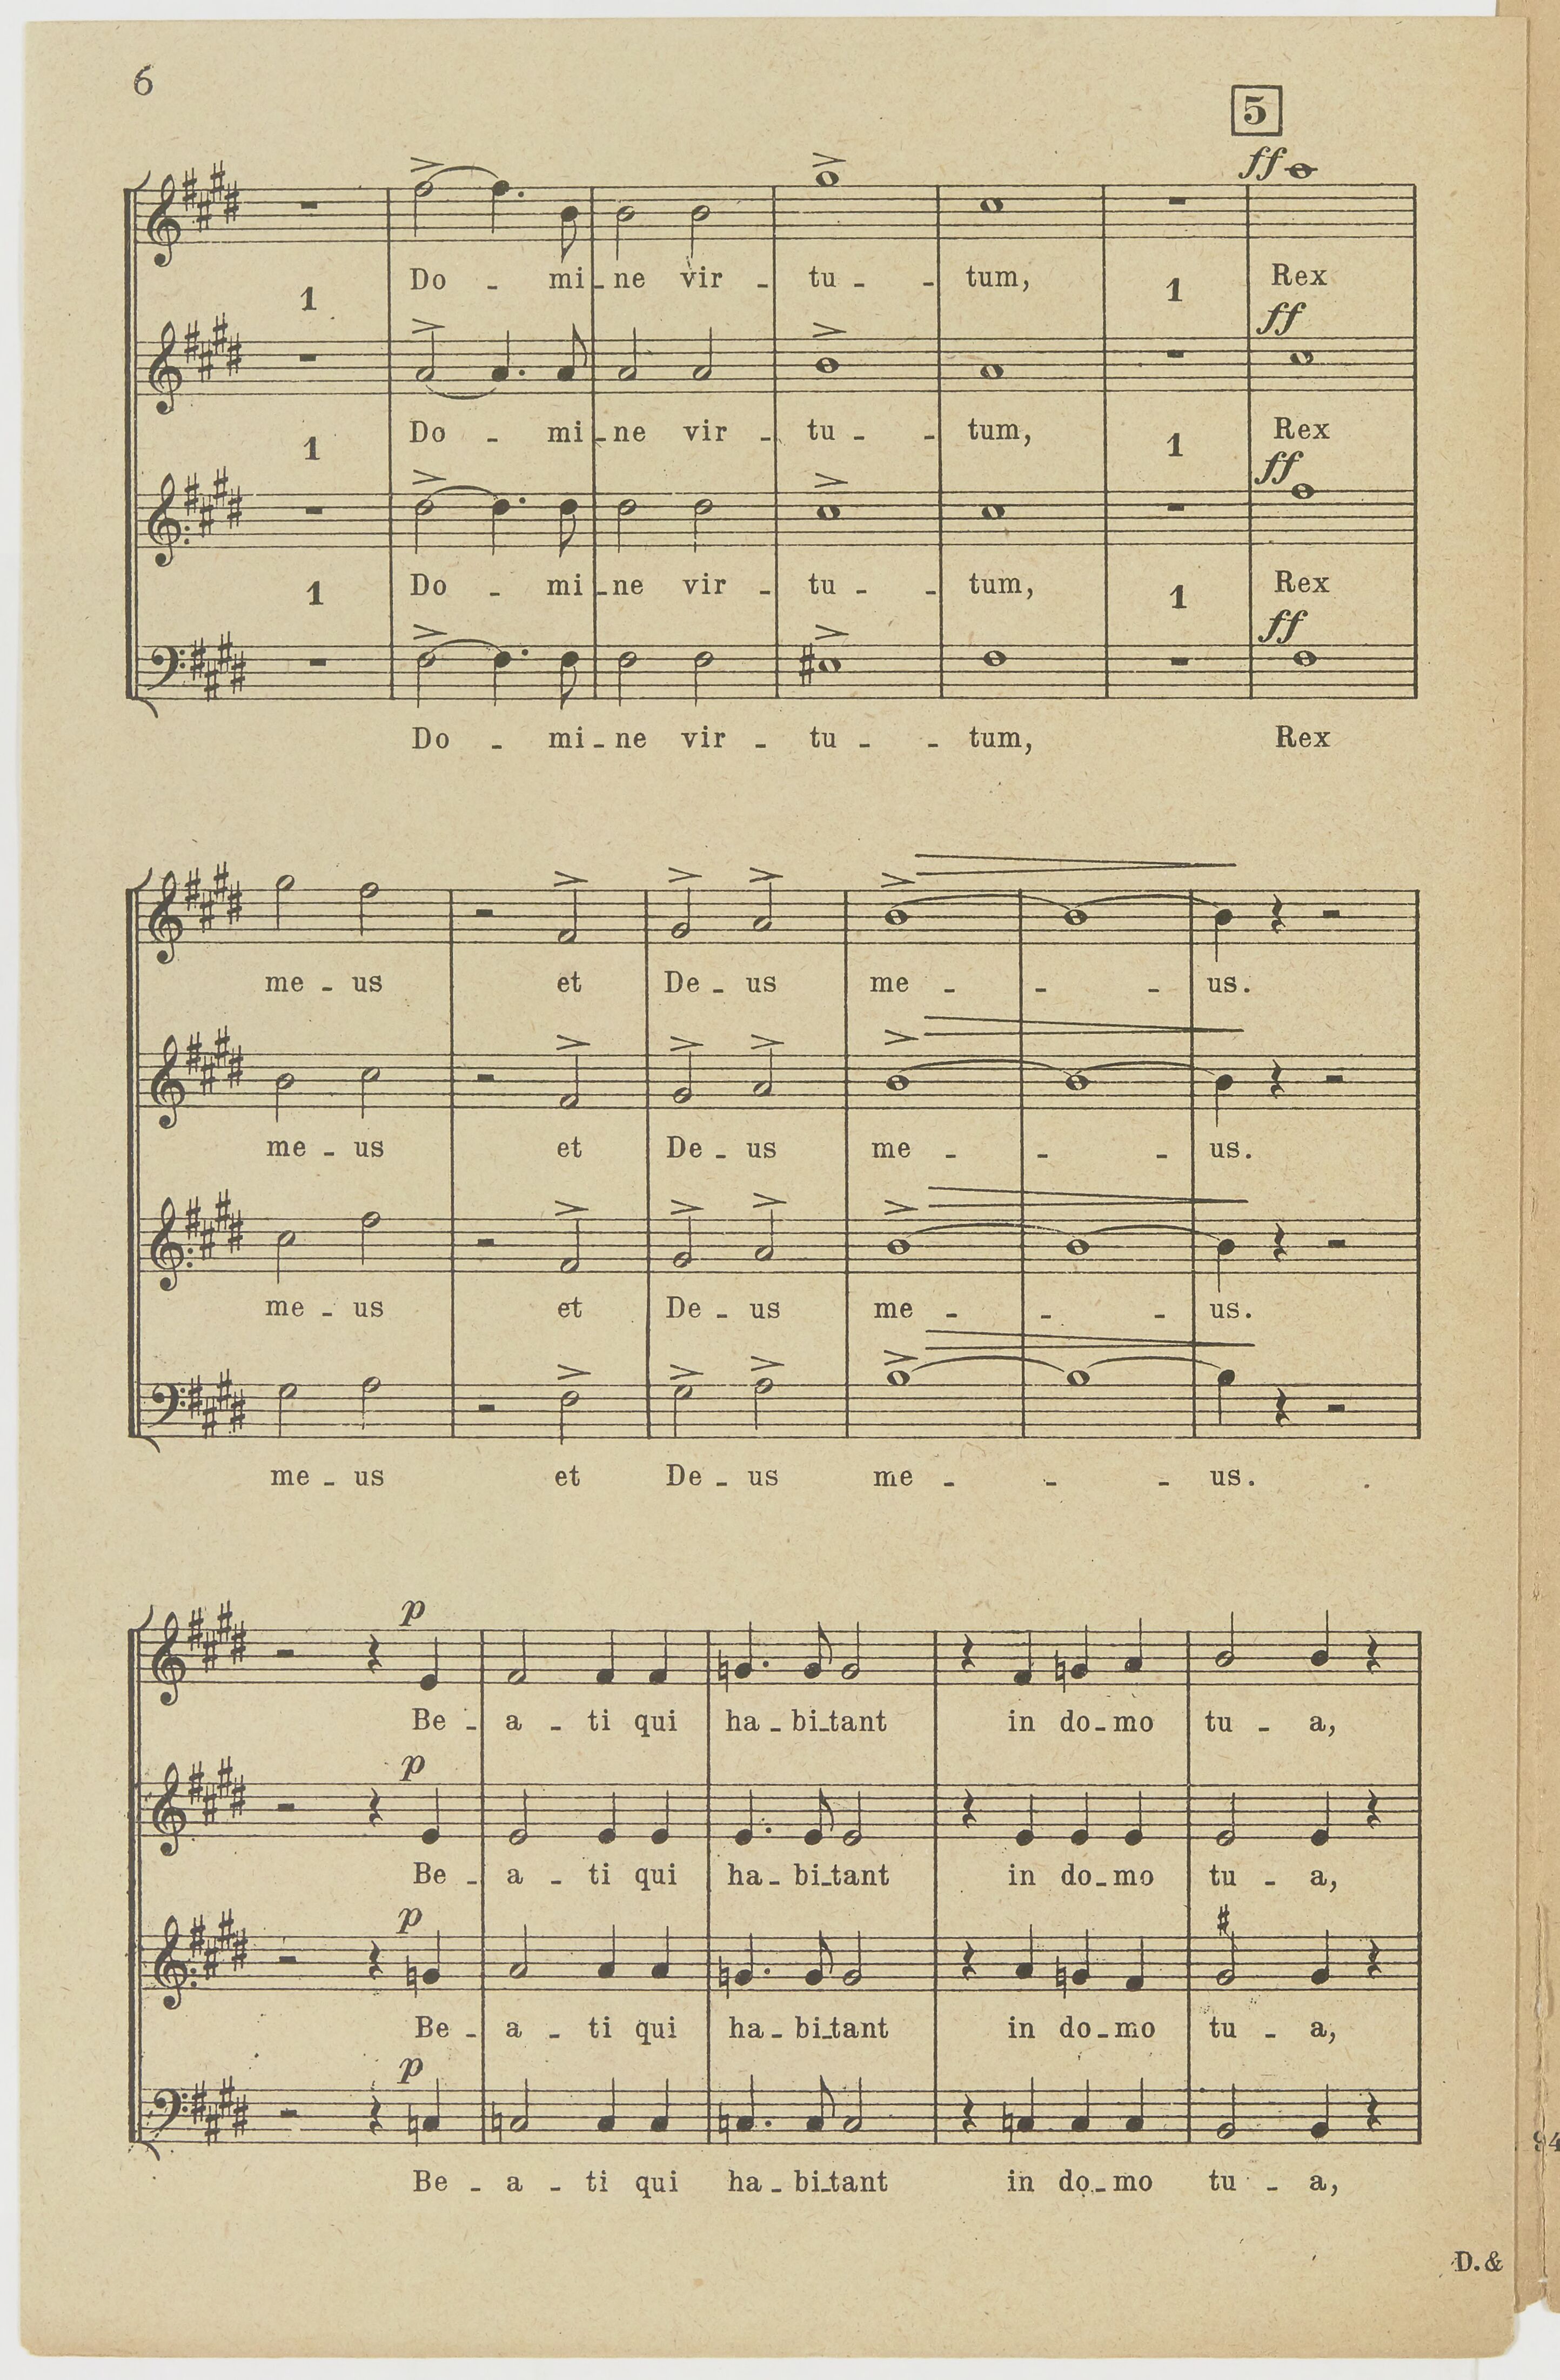 6
5
ff
Do - mi - ne vir - tu - - tum, Rex
1 1
ff
Do - mi - ne vir - tu - - tum, Rex
1 1
ff
Do - mi - ne vir - tu - - tum, Rex
1 1
ff
Do - mi - ne vir - tu - - tum, Rex
me - us et De - us me - - - us.
me - us et De - us me - - - us.
me - us et De - us me - - - us.
me - us et De - us me - - - us.
p
Be - a - ti qui ha - bi - tant in do - mo tu - a,
p
Be - a - ti qui ha - bi - tant in do - mo tu - a,
p
Be - a - ti qui ha - bi - tant in do - mo tu - a,
p
Be - a - ti qui ha - bi - tant in do - mo tu - a,
D. &